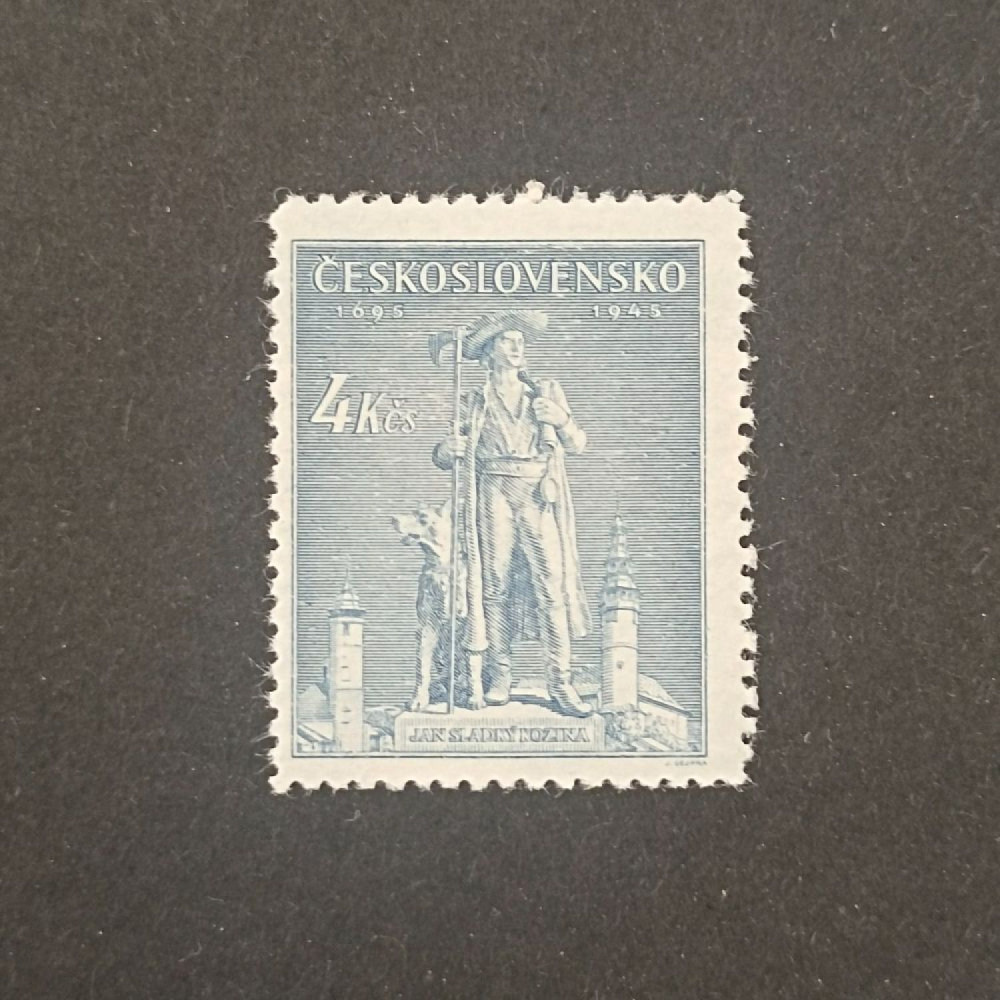 ČESKOSLOVENSKO
1695 1945
4Kčs
JAN SLADKÝ KOZINA